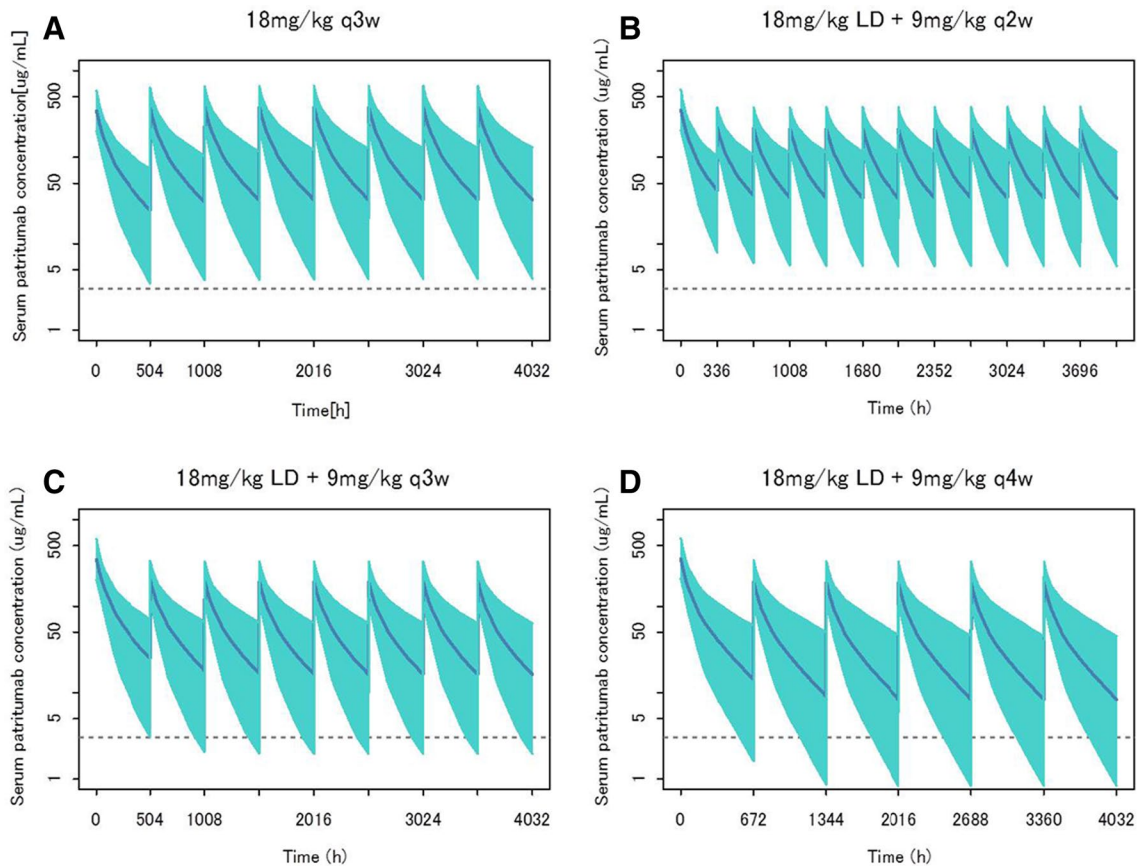 A
18mg/kg q3w
Serum patritumab concentration[ug/mL]
500
50
5
1
0 504 1008 2016 3024 4032
Time[h]
B
18mg/kg LD + 9mg/kg q2w
Serum patritumab concentration (ug/mL)
500
50
5
1
0 336 1008 1680 2352 3024 3696
Time (h)
C
18mg/kg LD + 9mg/kg q3w
Serum patritumab concentration (ug/mL)
500
50
5
1
0 504 1008 2016 3024 4032
Time (h)
D
18mg/kg LD + 9mg/kg q4w
Serum patritumab concentration (ug/mL)
500
50
5
1
0 672 1344 2016 2688 3360 4032
Time (h)